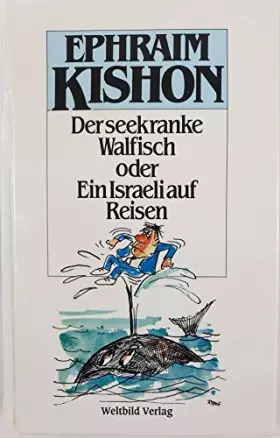 EPHRAIM
KISHON
Der seekranke
Walfisch
oder
Ein Israeli auf
Reisen
Weltbild Verlag